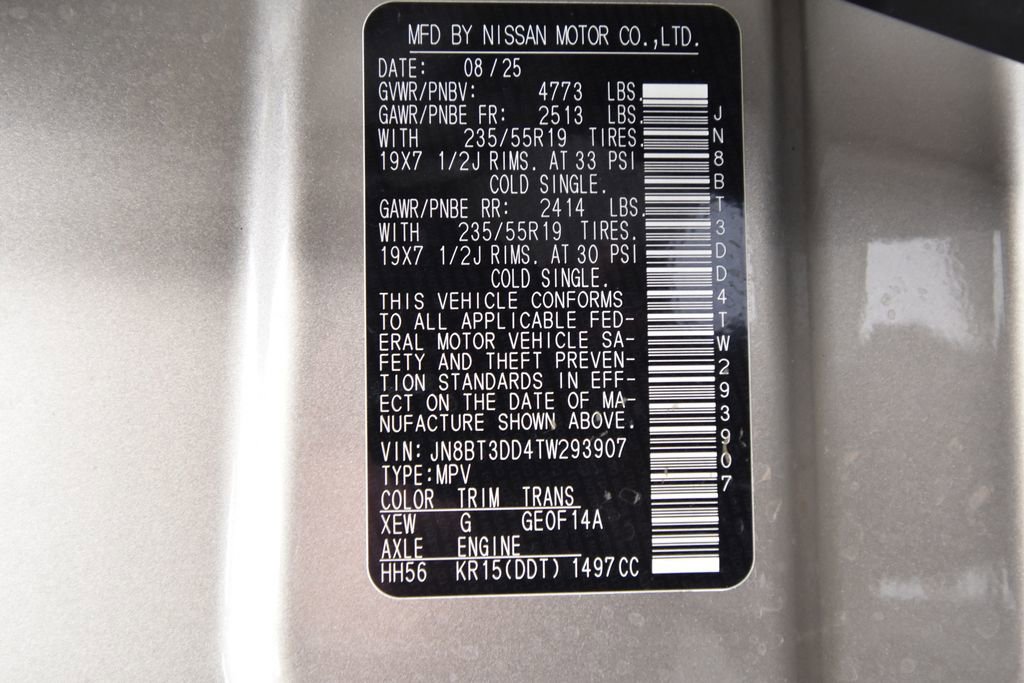 MFD BY NISSAN MOTOR CO.,LTD.
DATE: 08/25
GVWR/PNBV: 4773 LBS.
GAWR/PNBE FR: 2513 LBS.
WITH 235/55R19 TIRES.
19X7 1/2J RIMS. AT 33 PSI
COLD SINGLE.
GAWR/PNBE RR: 2414 LBS.
WITH 235/55R19 TIRES.
19X7 1/2J RIMS. AT 30 PSI
COLD SINGLE.
THIS VEHICLE CONFORMS
TO ALL APPLICABLE FED-
ERAL MOTOR VEHICLE SA-
FETY AND THEFT PREVEN-
TION STANDARDS IN EFF-
ECT ON THE DATE OF MA-
NUFACTURE SHOWN ABOVE.
VIN: JN8BT3DD4TW293907
TYPE:MPV
COLOR TRIM TRANS
XEW G GE0F14A
AXLE ENGINE
HH56 KR15(DDT) 1497CC
JN8BT3DD4TW293907